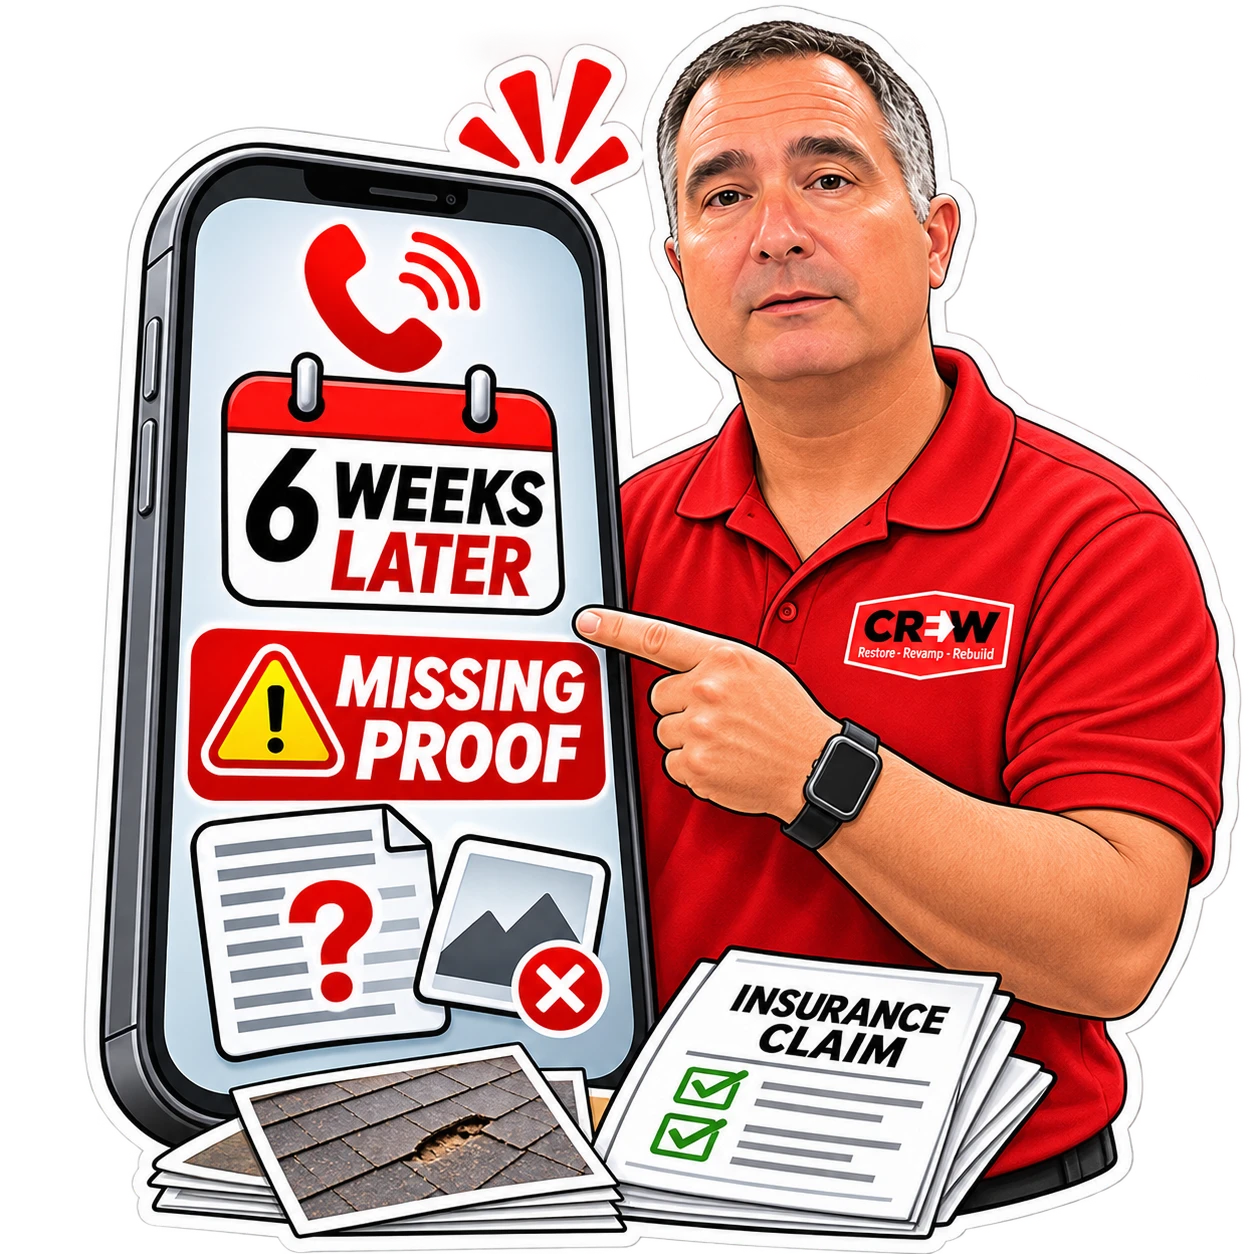 6 WEEKS
LATER
MISSING
PROOF
?
CREW
Restore - Revamp - Rebuild
INSURANCE
CLAIM